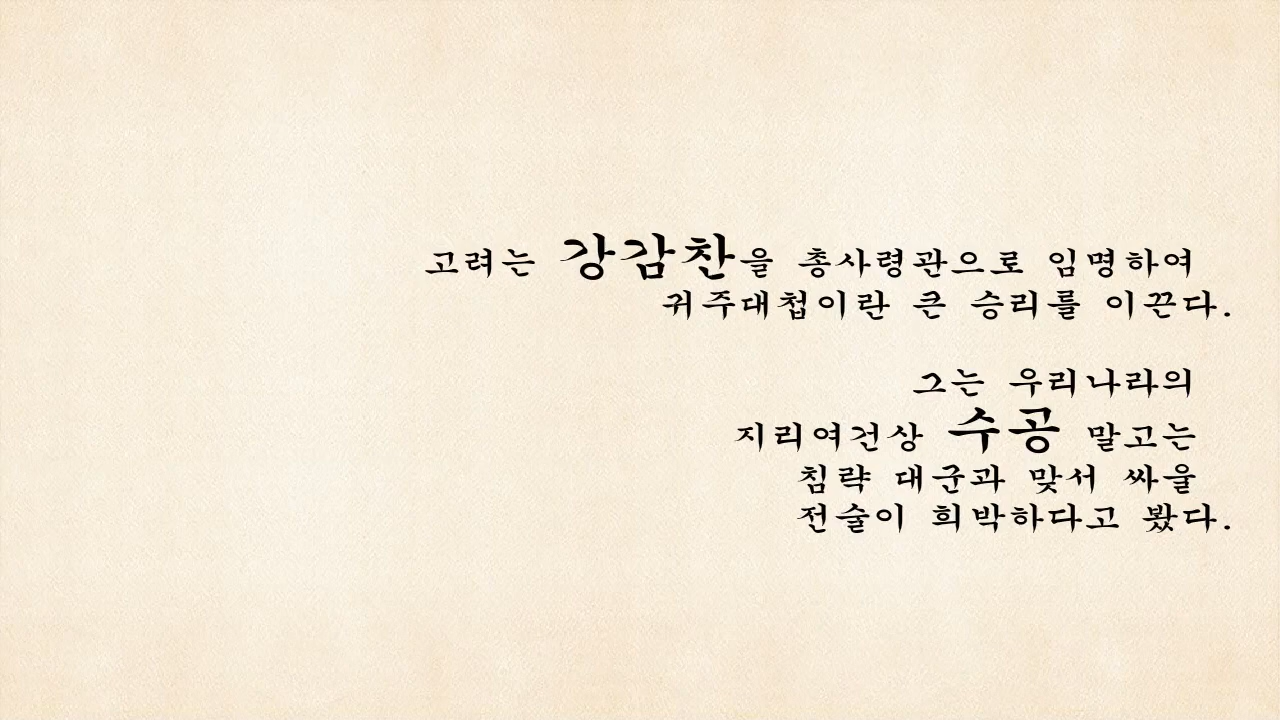 고려는 강감찬을 총사령관으로 임명하여
귀주대첩이란 큰 승리를 이끈다.
그는 우리나라의
지리여건상 수공 말고는
침략 대군과 맞서 싸울
전술이 희박하다고 봤다.